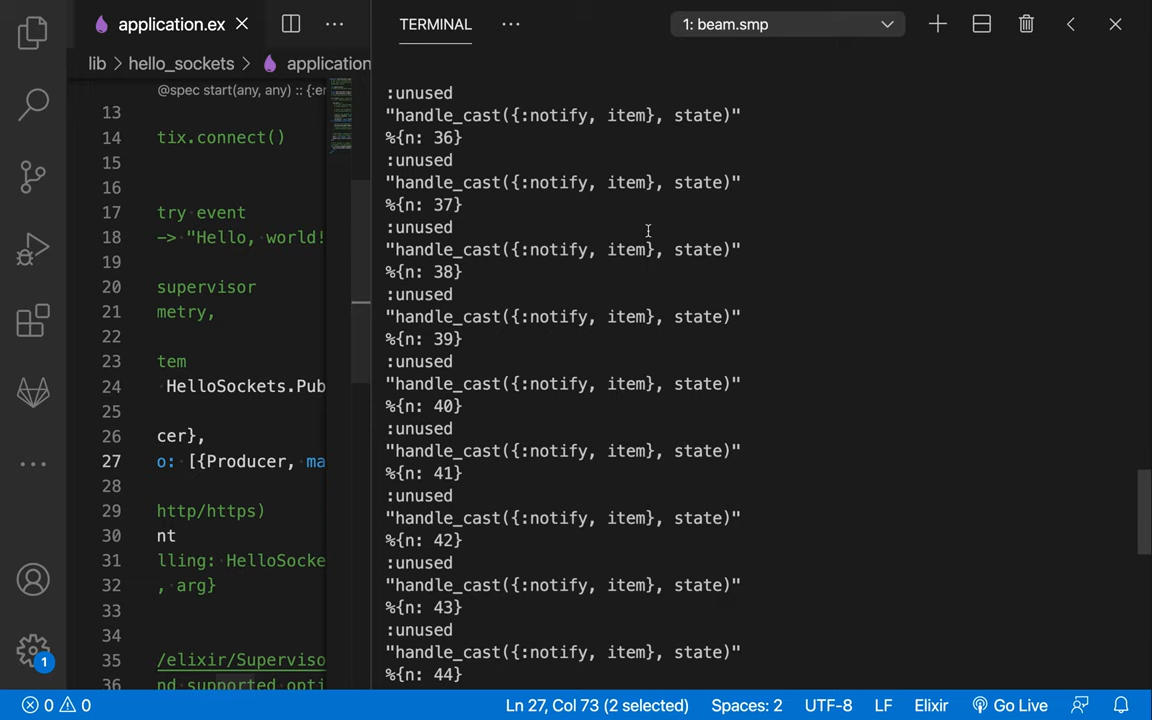 application.ex
lib > hello_sockets > application
@spec start(any, any) :: {:e
13
14 tix.connect()
15
16
17 try event
18 -> "Hello, world!
19
20 supervisor
21 metry,
22
23 tem
24 HelloSockets.Pub
25
26 cer},
27 o: [{Producer, ma
28
29 http/https)
30 nt
31 lling: HelloSocke
32 , arg}
33
34
35 /elixir/Superviso
36 nd supported opti
TERMINAL
1: beam.smp
:unused
"handle_cast({:notify, item}, state)"
%{n: 36}
:unused
"handle_cast({:notify, item}, state)"
%{n: 37}
:unused
"handle_cast({:notify, item}, state)"
%{n: 38}
:unused
"handle_cast({:notify, item}, state)"
%{n: 39}
:unused
"handle_cast({:notify, item}, state)"
%{n: 40}
:unused
"handle_cast({:notify, item}, state)"
%{n: 41}
:unused
"handle_cast({:notify, item}, state)"
%{n: 42}
:unused
"handle_cast({:notify, item}, state)"
%{n: 43}
:unused
"handle_cast({:notify, item}, state)"
%{n: 44}
1
0 0 Ln 27, Col 73 (2 selected) Spaces: 2 UTF-8 LF Elixir Go Live